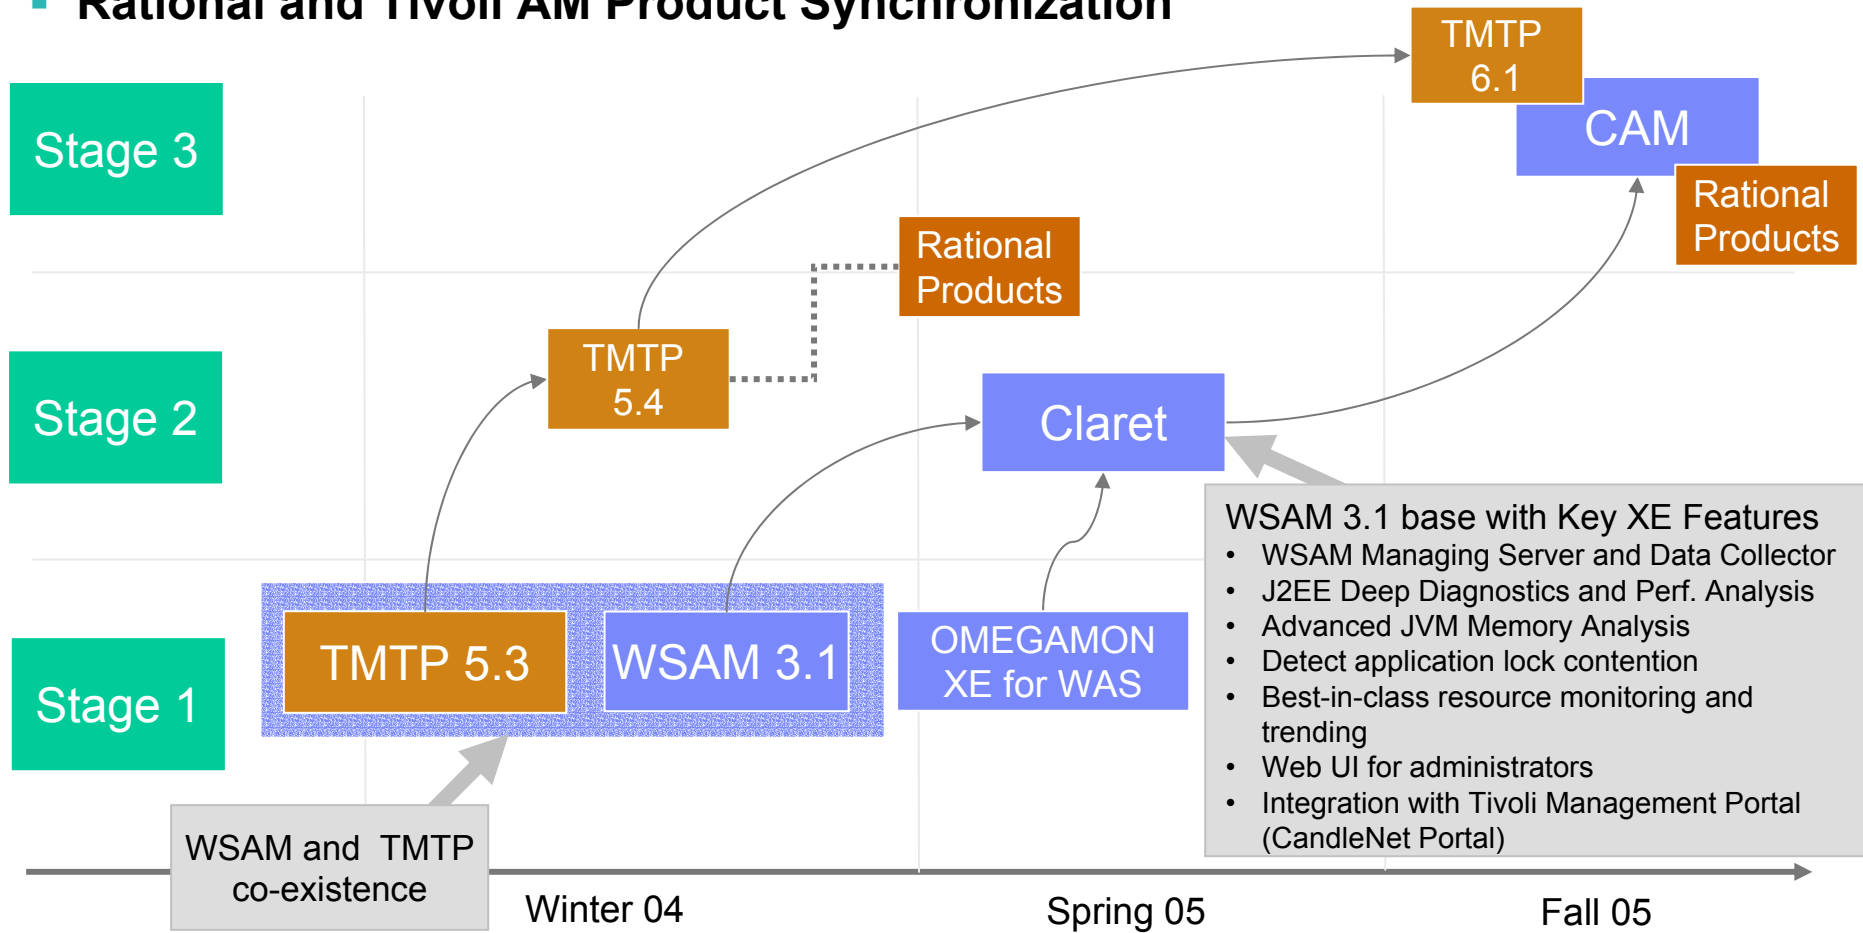 ▪ Rational and Tivoli AM Product Synchronization
TMTP
6.1
CAM
Rational
Products
Stage 3
Rational
Products
TMTP
5.4
Stage 2
Claret
WSAM 3.1 base with Key XE Features
• WSAM Managing Server and Data Collector
• J2EE Deep Diagnostics and Perf. Analysis
• Advanced JVM Memory Analysis
• Detect application lock contention
• Best-in-class resource monitoring and
trending
• Web UI for administrators
• Integration with Tivoli Management Portal
(CandleNet Portal)
Stage 1
TMTP 5.3
WSAM 3.1
OMEGAMON
XE for WAS
WSAM and TMTP
co-existence
Winter 04
Spring 05
Fall 05